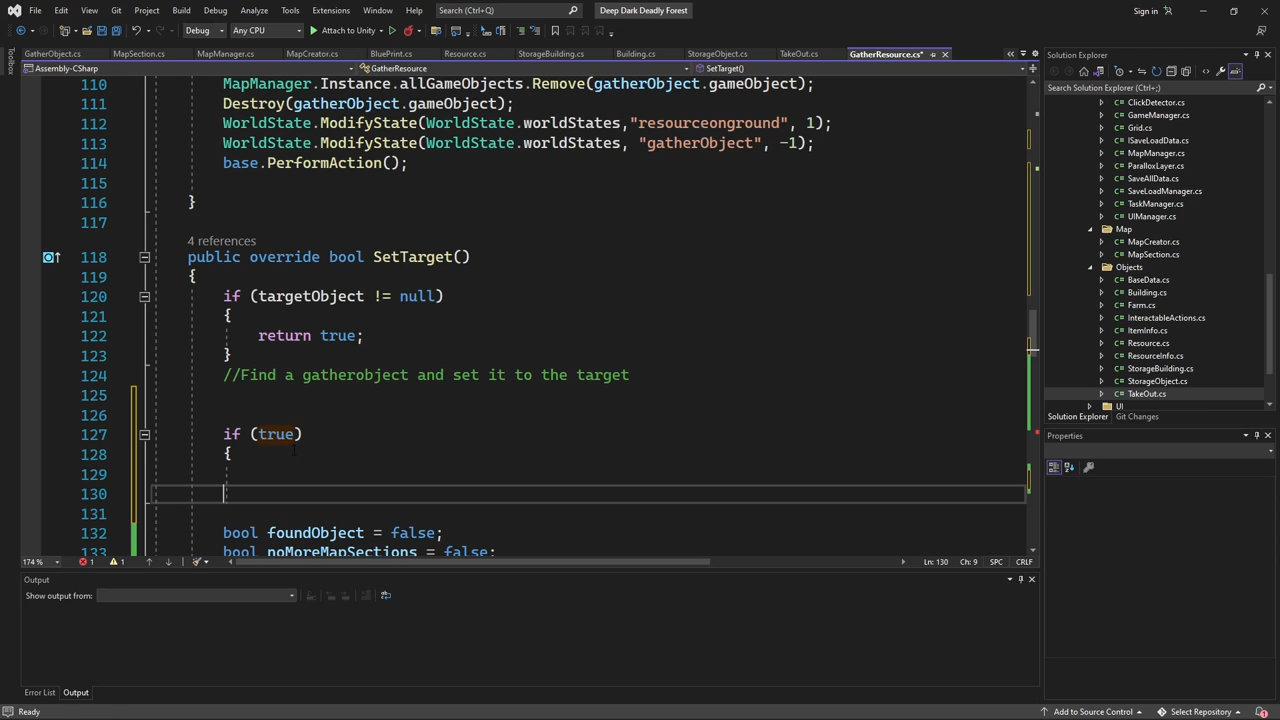 File Edit View Git Project Build Debug Test Analyze Tools Extensions Window Help Search (Ctrl+Q) Deep Dark Deadly Forest Sign in
Debug Any CPU Attach to Unity
GatherObject.cs MapSection.cs MapManager.cs MapCreator.cs BluePrint.cs Resource.cs StorageBuilding.cs Building.cs StorageObject.cs TakeOut.cs GatherResource.cs*
Assembly-CSharp GatherResource SetTarget()
110 MapManager.Instance.allGameObjects.Remove(gatherObject.gameObject);
111 Destroy(gatherObject.gameObject);
112 WorldState.ModifyState(WorldState.worldStates,"resourceonground", 1);
113 WorldState.ModifyState(WorldState.worldStates, "gatherObject", -1);
114 base.PerformAction();
115
116 }
117
4 references
118 public override bool SetTarget()
119 {
120 if (targetObject != null)
121 {
122 return true;
123 }
124 //Find a gatherobject and set it to the target
125
126
127 if (true)
128 {
129
130
131
132 bool foundObject = false;
133 bool noMoreMapSections = false;
174 % 1 1 Ln: 130 Ch: 9 SPC CRLF
Output
Show output from:
Error List Output
Ready Add to Source Control Select Repository 1
Toolbox
Solution Explorer
Search Solution Explorer (Ctrl+;)
C# ClickDetector.cs
C# GameManager.cs
C# Grid.cs
C# ISaveLoadData.cs
C# MapManager.cs
C# ParalloxLayer.cs
C# SaveAllData.cs
C# SaveLoadManager.cs
C# TaskManager.cs
C# UIManager.cs
Map
C# MapCreator.cs
C# MapSection.cs
Objects
C# BaseData.cs
C# Building.cs
C# Farm.cs
C# InteractableActions.cs
C# ItemInfo.cs
C# Resource.cs
C# ResourceInfo.cs
C# StorageBuilding.cs
C# StorageObject.cs
C# TakeOut.cs
UI
Solution Explorer Git Changes
Properties